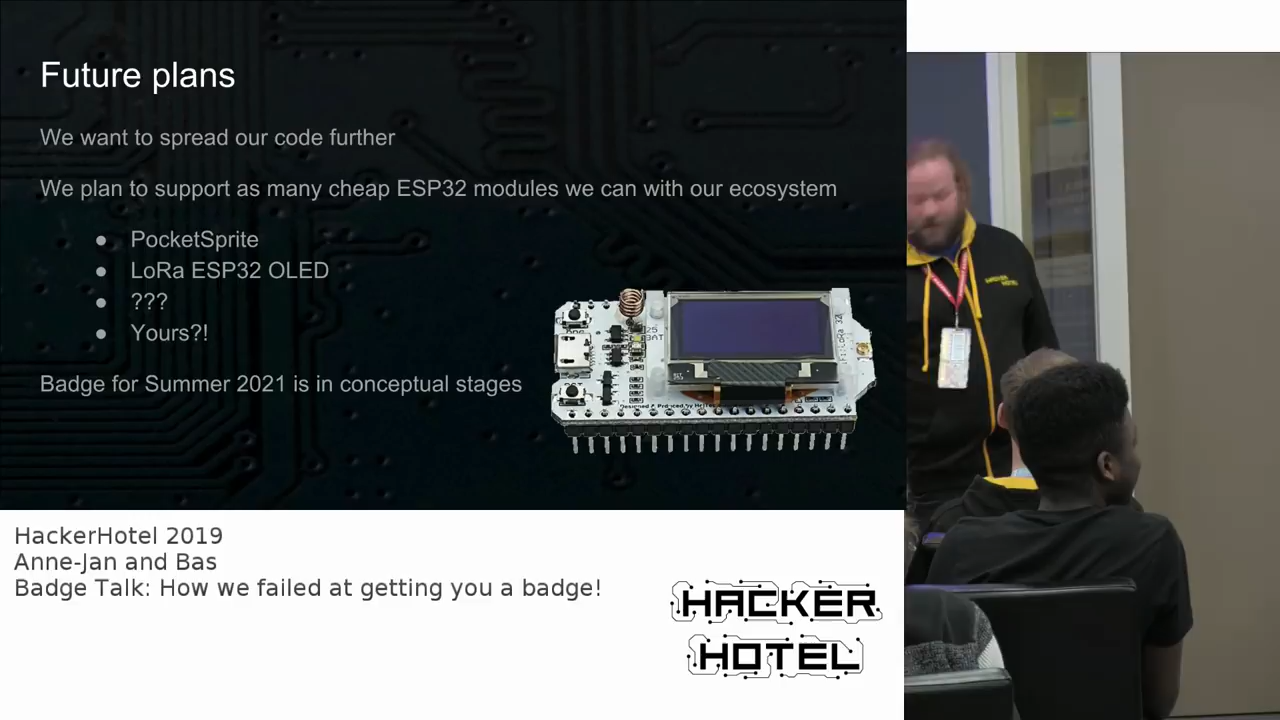 Future plans
We want to spread our code further
We plan to support as many cheap ESP32 modules we can with our ecosystem
● PocketSprite
● LoRa ESP32 OLED
● ???
● Yours?!
Badge for Summer 2021 is in conceptual stages
HackerHotel 2019
Anne-Jan and Bas
Badge Talk: How we failed at getting you a badge!
HACKER
HOTEL
HACKER
HOTEL